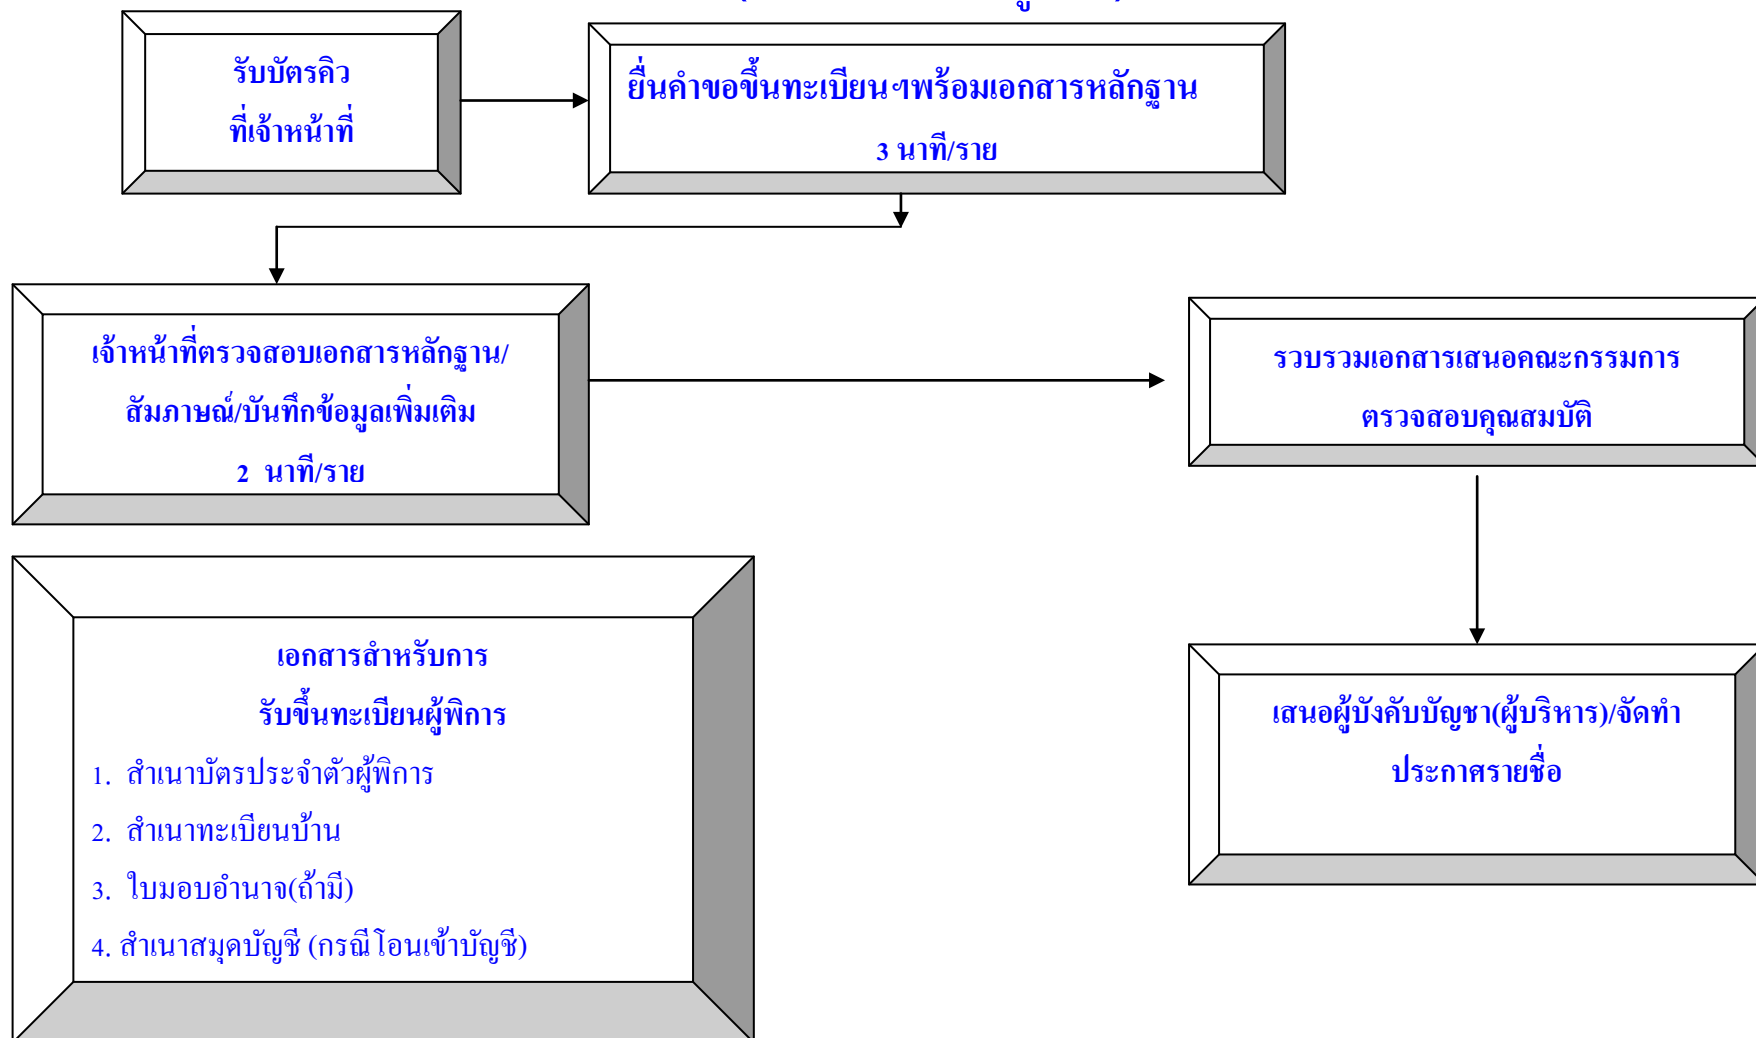 รับบัตรคิว
ที่เจ้าหน้าที่
ยื่นคำขอขึ้นทะเบียนฯพร้อมเอกสารหลักฐาน
3 นาที/ราย
เจ้าหน้าที่ตรวจสอบเอกสารหลักฐาน/
สัมภาษณ์/บันทึกข้อมูลเพิ่มเติม
2 นาที/ราย
รวบรวมเอกสารเสนอคณะกรรมการ
ตรวจสอบคุณสมบัติ
เสนอผู้บังคับบัญชา(ผู้บริหาร)/จัดทำ
ประกาศรายชื่อ
เอกสารสำหรับการ
รับขึ้นทะเบียนผู้พิการ
1. สำเนาบัตรประจำตัวผู้พิการ
2. สำเนาทะเบียนบ้าน
3. ใบมอบอำนาจ(ถ้ามี)
4. สำเนาสมุดบัญชี (กรณีโอนเข้าบัญชี)